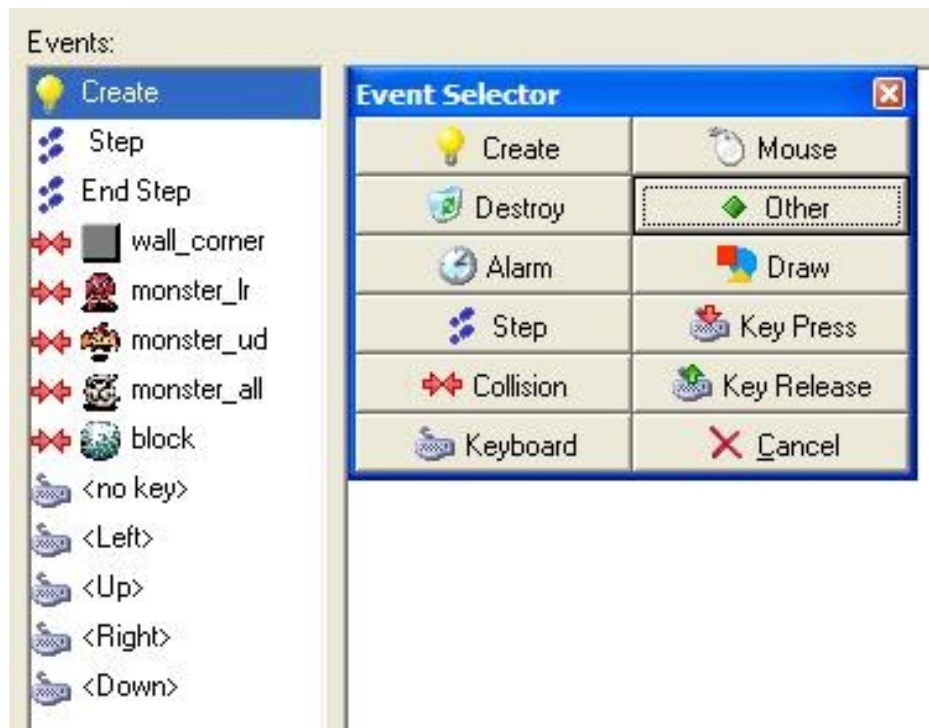 Events:
Create
Step
End Step
wall_corner
monster_lr
monster_ud
monster_all
block
<no key>
<Left>
<Up>
<Right>
<Down>
Event Selector
Create
Mouse
Destroy
Other
Alarm
Draw
Step
Key Press
Collision
Key Release
Keyboard
Cancel